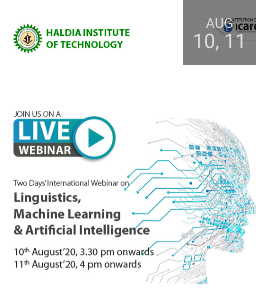 HALDIA INSTITUTE
OF TECHNOLOGY
AUG
10, 11
JOIN US ON A
LIVE
WEBINAR
Two Days' International Webinar on
Linguistics,
Machine Learning
& Artificial Intelligence
10th August'20, 3.30 pm onwards
11th August'20, 4 pm onwards